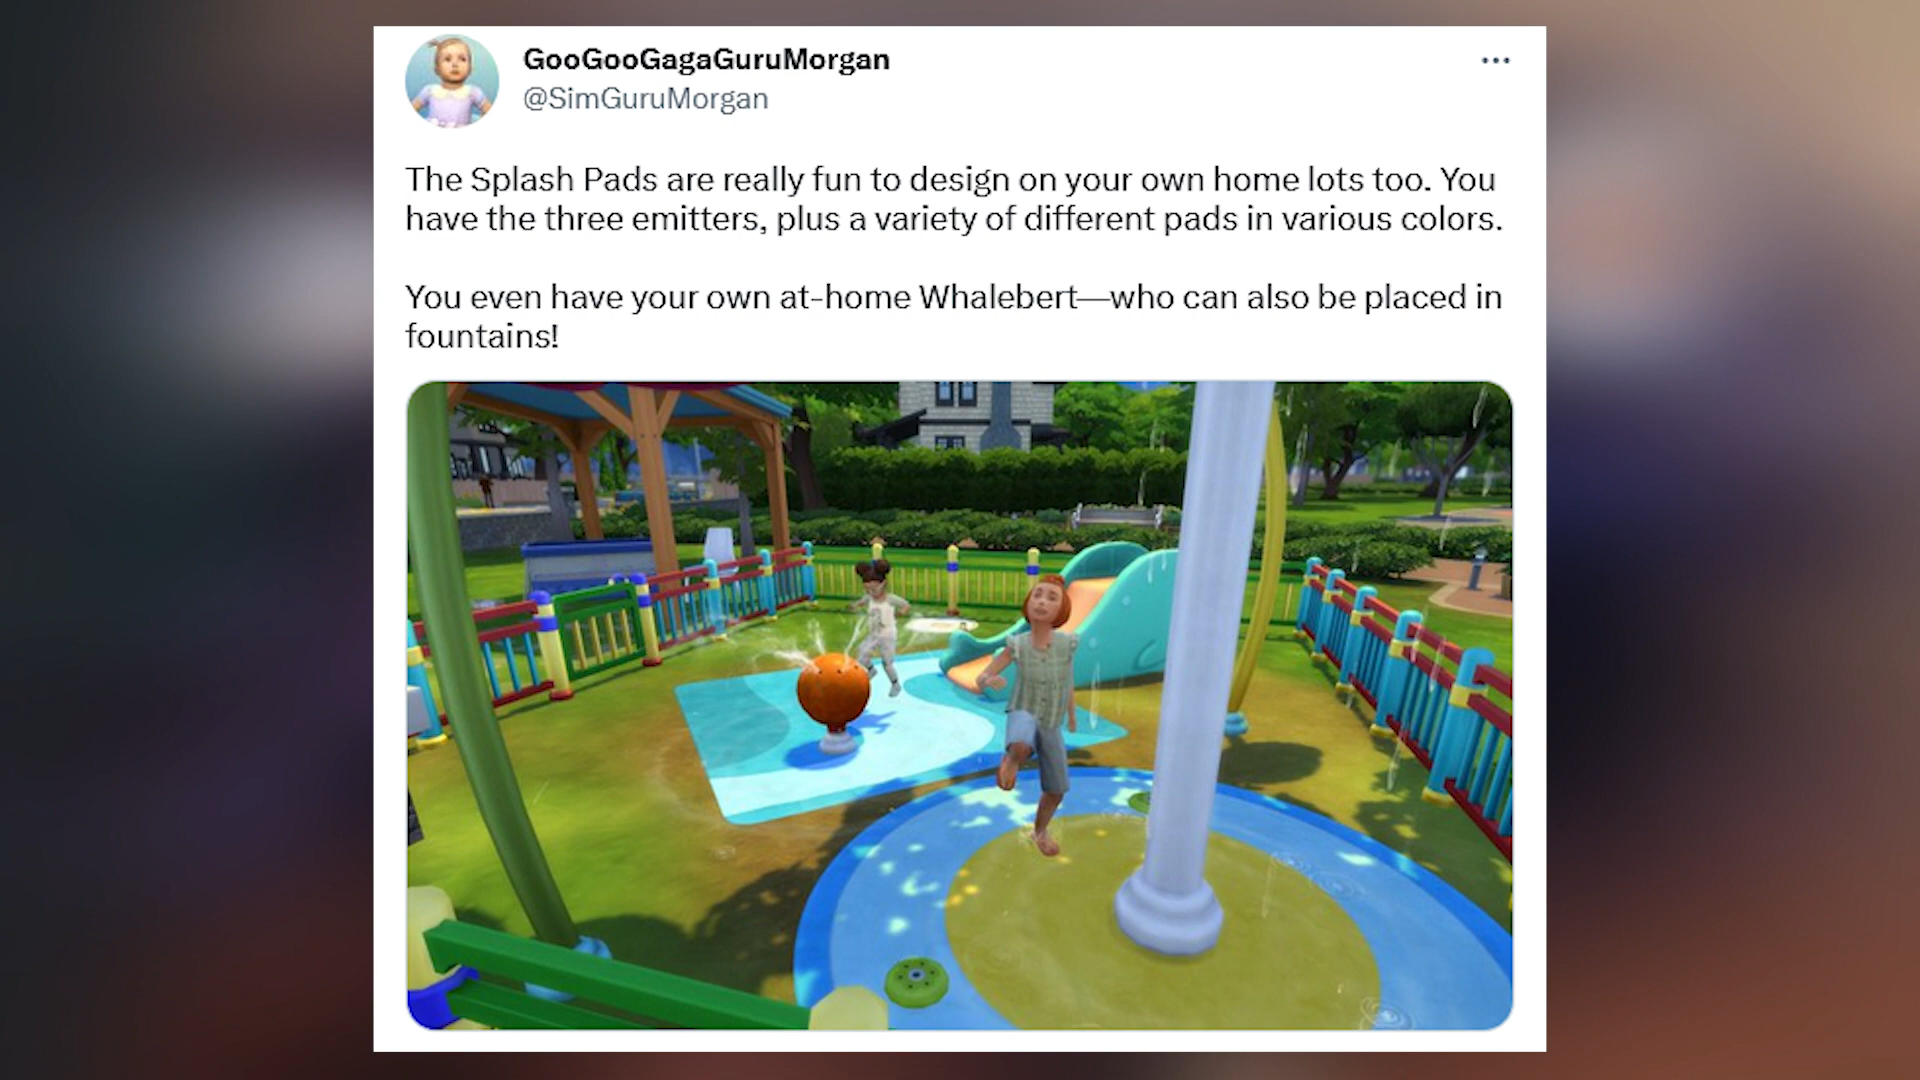 GooGooGagaGuruMorgan
@SimGuruMorgan
The Splash Pads are really fun to design on your own home lots too. You
have the three emitters, plus a variety of different pads in various colors.
You even have your own at-home Whalebert—who can also be placed in
fountains!